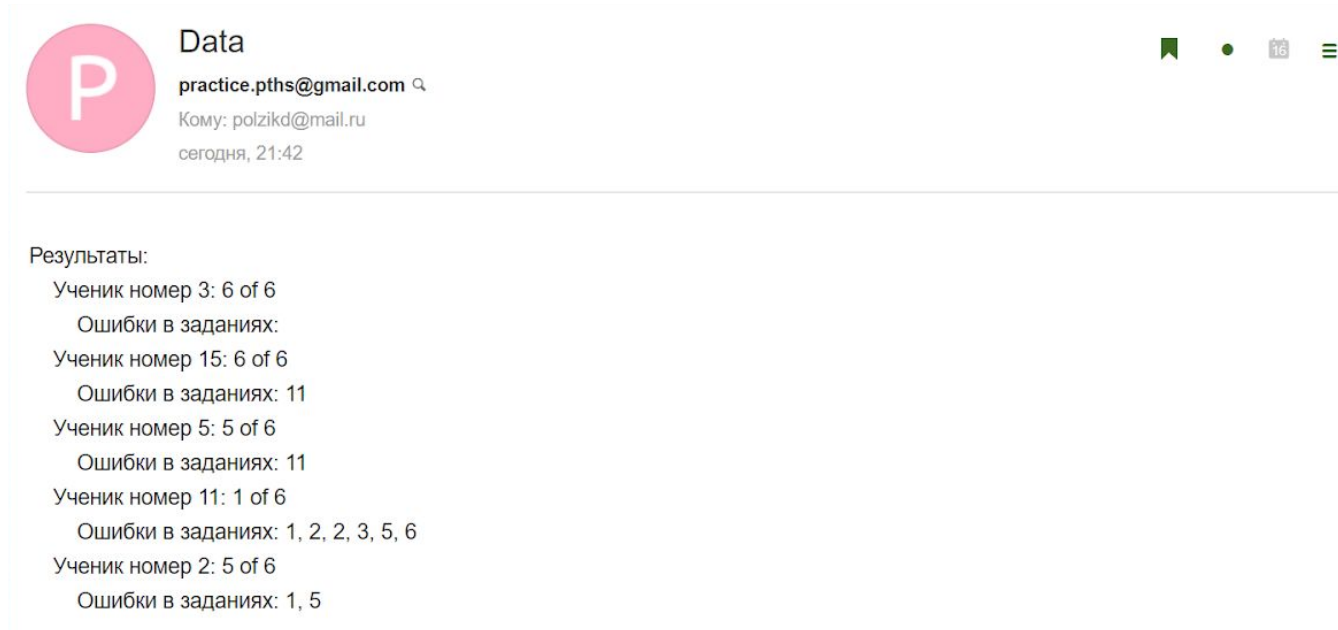 P
Data
practice.pths@gmail.com
Кому: polzikd@mail.ru
сегодня, 21:42
16
Результаты:
Ученик номер 3: 6 of 6
Ошибки в заданиях:
Ученик номер 15: 6 of 6
Ошибки в заданиях: 11
Ученик номер 5: 5 of 6
Ошибки в заданиях: 11
Ученик номер 11: 1 of 6
Ошибки в заданиях: 1, 2, 2, 3, 5, 6
Ученик номер 2: 5 of 6
Ошибки в заданиях: 1, 5